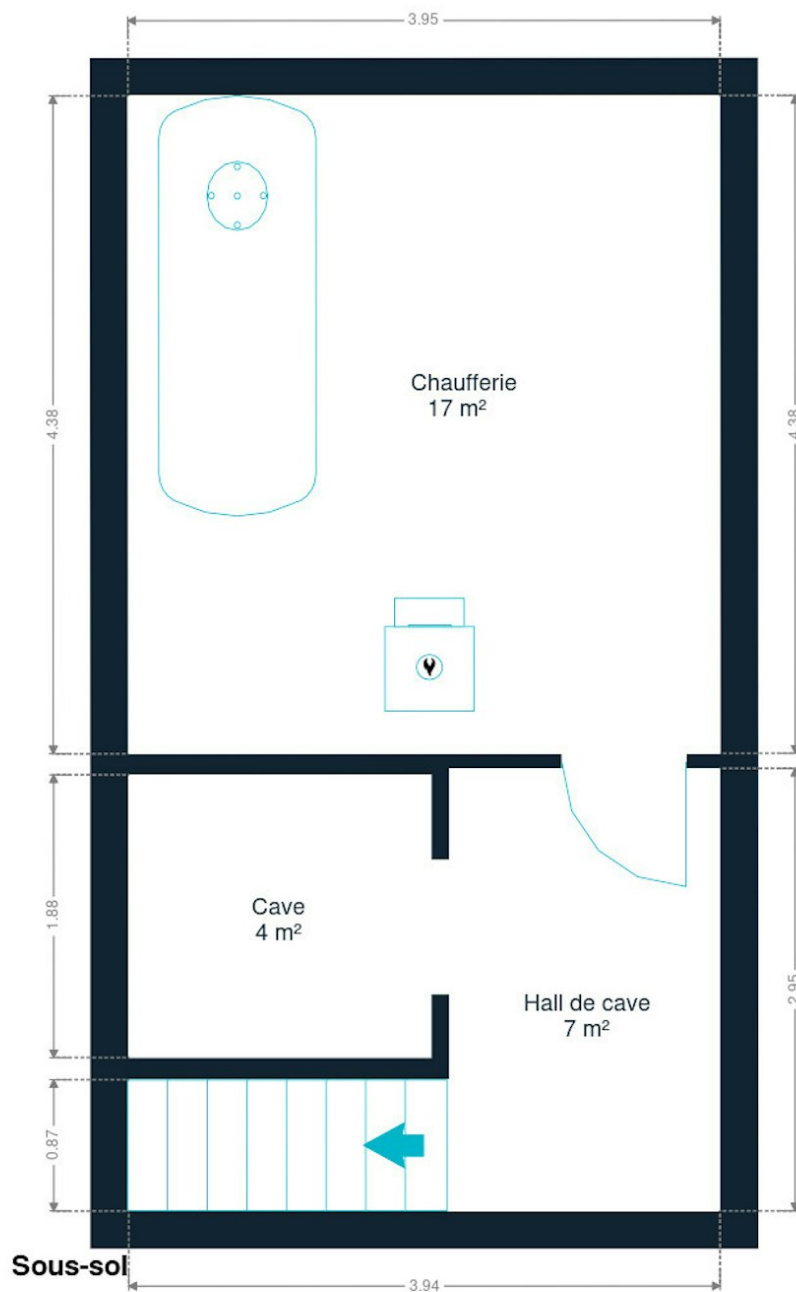 3.95
4.38
4.38
Chaufferie
17 m²
1.88
Cave
4 m²
2.95
Hall de cave
7 m²
0.87
Sous-sol
3.94